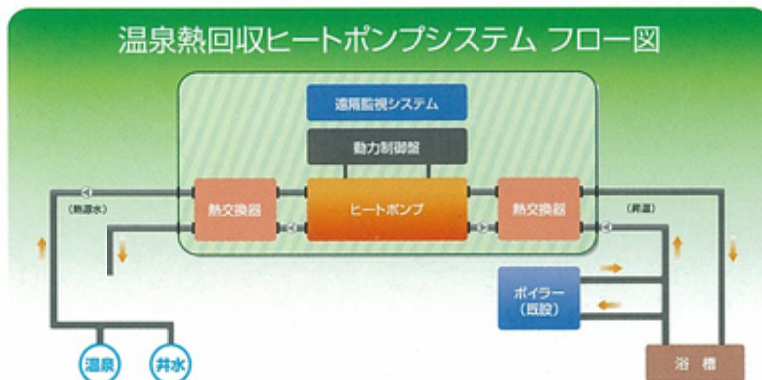 温泉熱回収ヒートポンプシステム フロー図
遠隔監視システム
動力制御盤
(熱源水)
熱交換器
ヒートポンプ
熱交換器
(昇温)
ボイラー
(既設)
温泉
井水
浴 槽